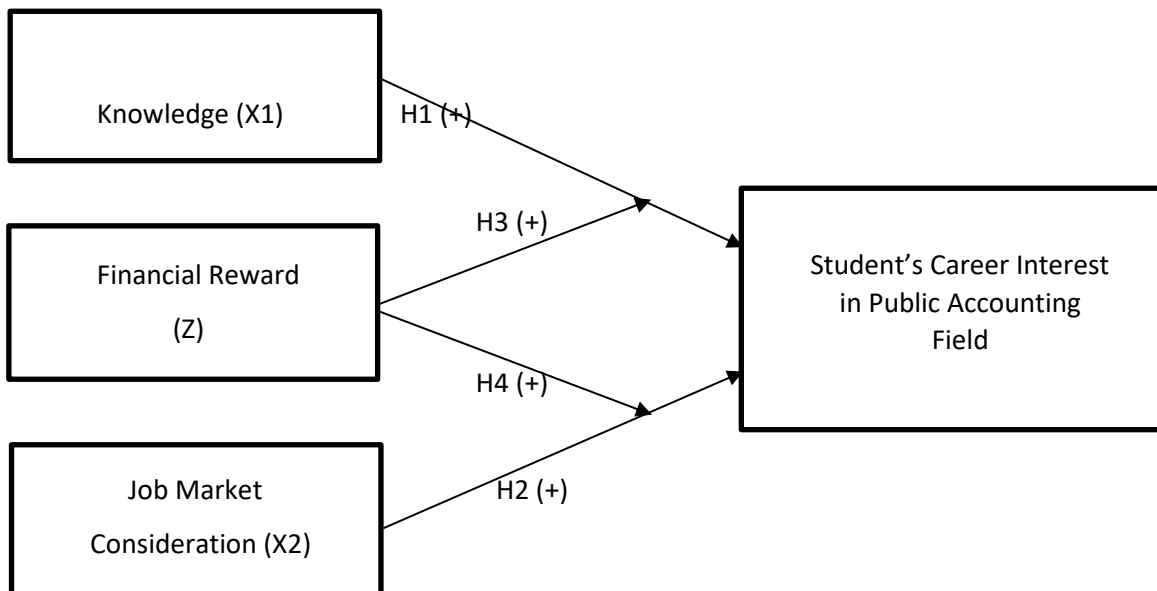 Knowledge (X1)
H1 (+)
H3 (+)
Financial Reward
(Z)
H4 (+)
Job Market
Consideration (X2)
H2 (+)
Student’s Career Interest
in Public Accounting
Field